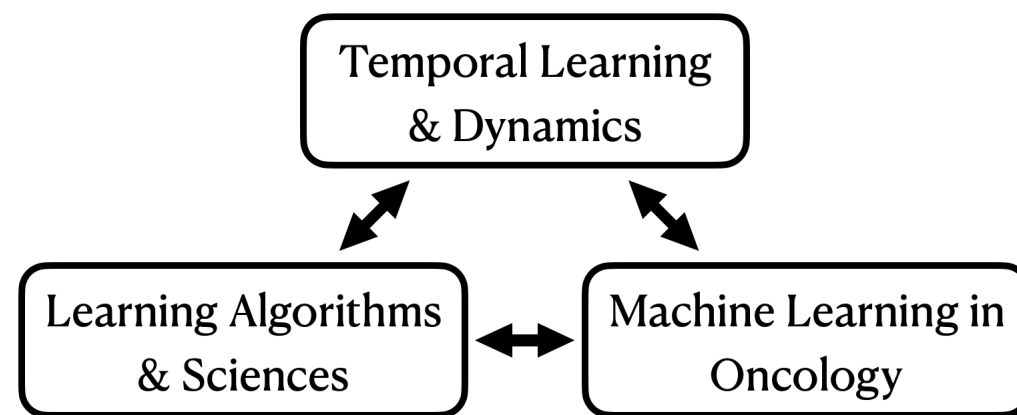 Temporal Learning
& Dynamics
Learning Algorithms
& Sciences
Machine Learning in
Oncology